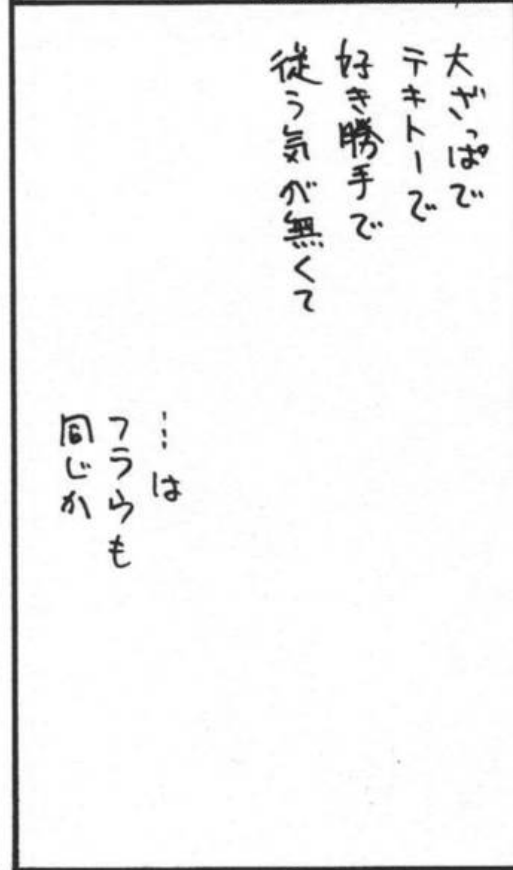 大ざっぱで
テキトーで
好き勝手で
従う気が無くて
…は
フラウも
同じか